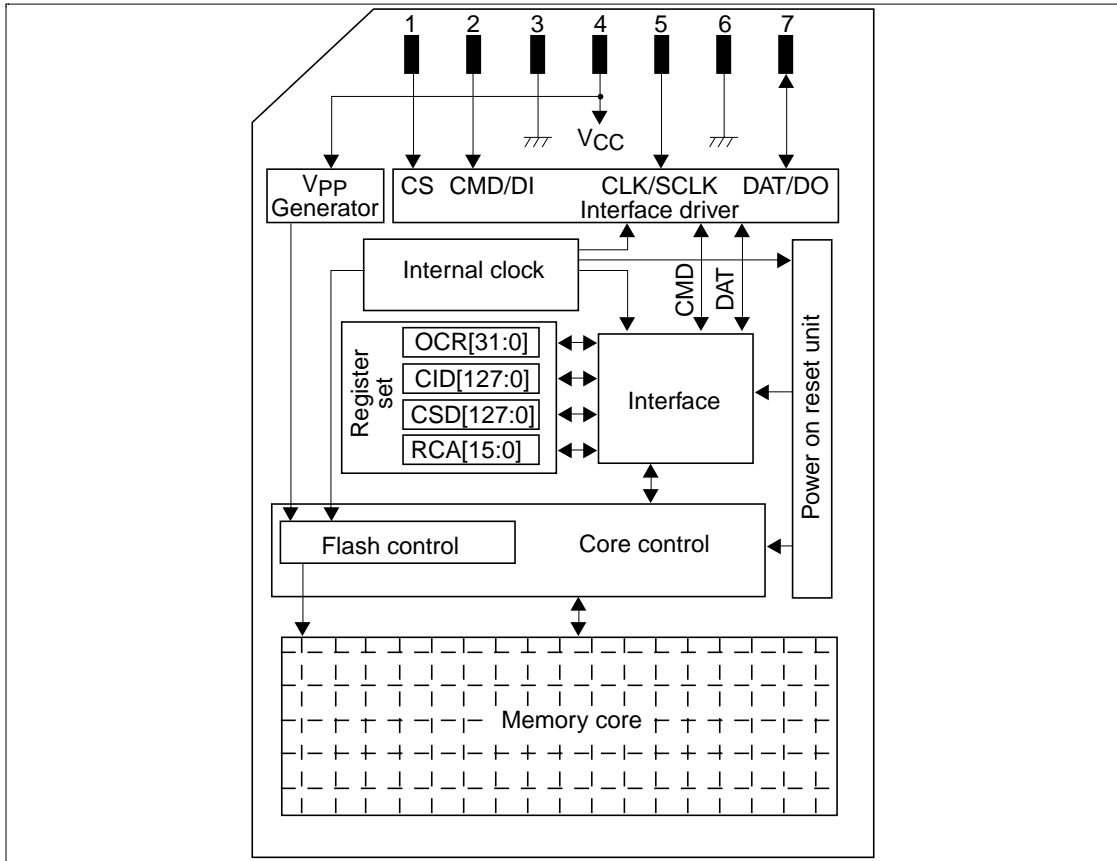 1 2 3 4 5 6 7
VCC
VPP
Generator
CS CMD/DI CLK/SCLK DAT/DO
Interface driver
Internal clock
CMD
DAT
Register
set
OCR[31:0]
CID[127:0]
CSD[127:0]
RCA[15:0]
Interface
Power on reset unit
Flash control
Core control
Memory core